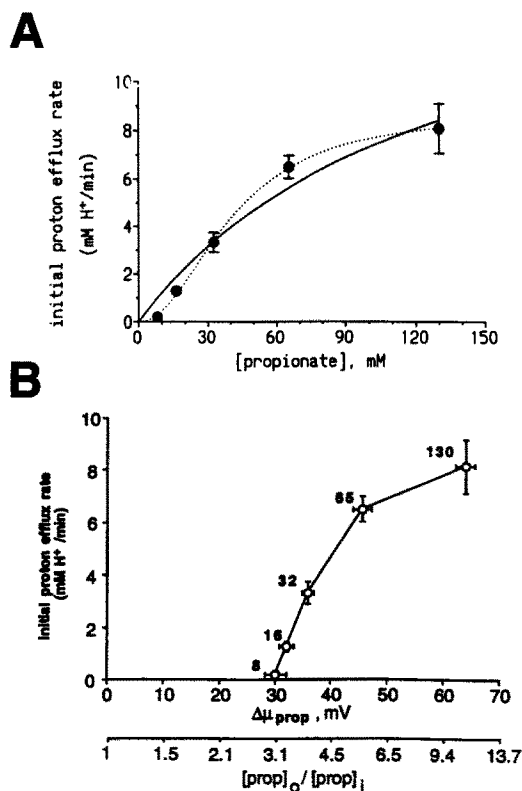 A
initial proton efflux rate
(mM H⁺/min)
10
8
6
4
2
0
0 30 60 90 120 150
[propionate], mM
B
Initial proton efflux rate
(mM H⁺ /min)
10
8
6
4
2
0
130
65
32
16
8
0 10 20 30 40 50 60 70
Δμprop , mV
1 1.5 2.1 3.1 4.5 6.5 9.4 13.7
[prop]o/[prop]i